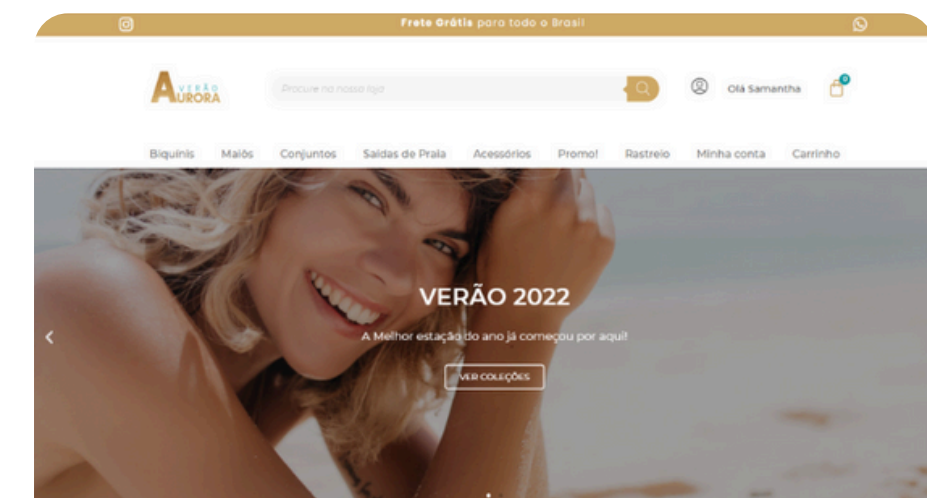 Frete Grátis para todo o Brasil
VERÃO
AURORA
Procure na nossa loja
Olá Samantha
0
Biquínis Maiôs Conjuntos Saídas de Praia Acessórios Promo! Rastreio Minha conta Carrinho
VERÃO 2022
A Melhor estação do ano já começou por aqui!
VER COLEÇÕES